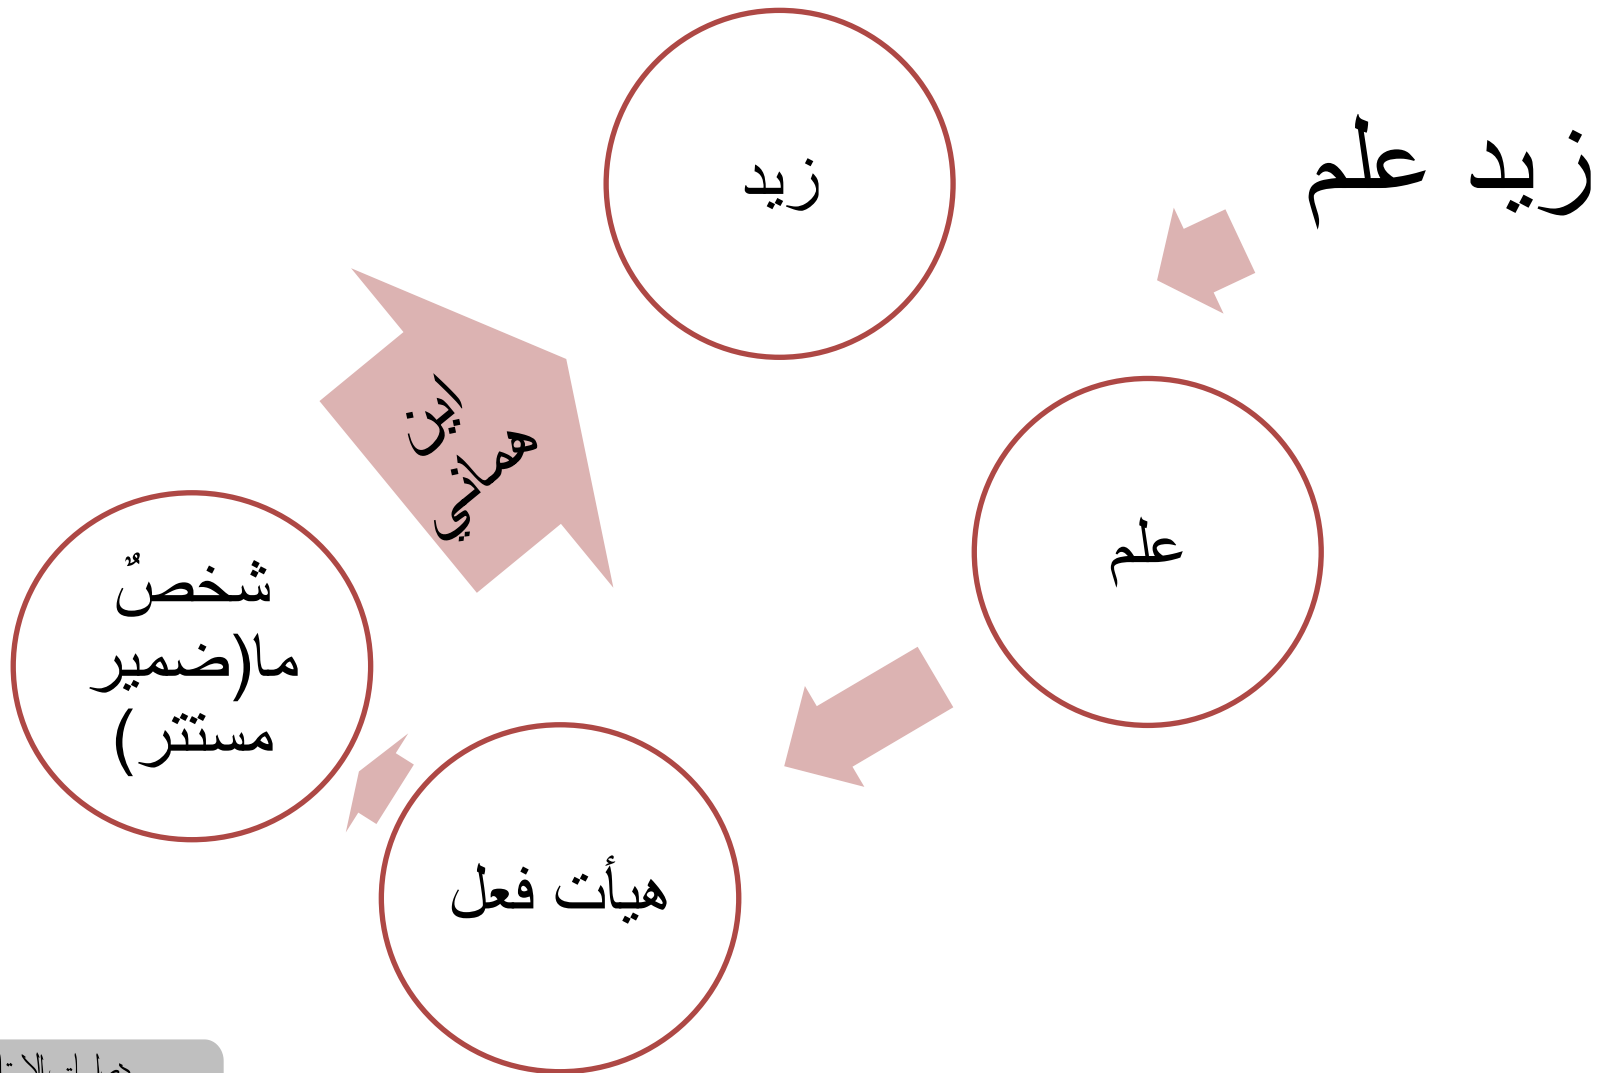 زيد علم
زيد
علم
اين
هماني
شخصٌ
ما(ضمير
مستتر)
هيأت فعل